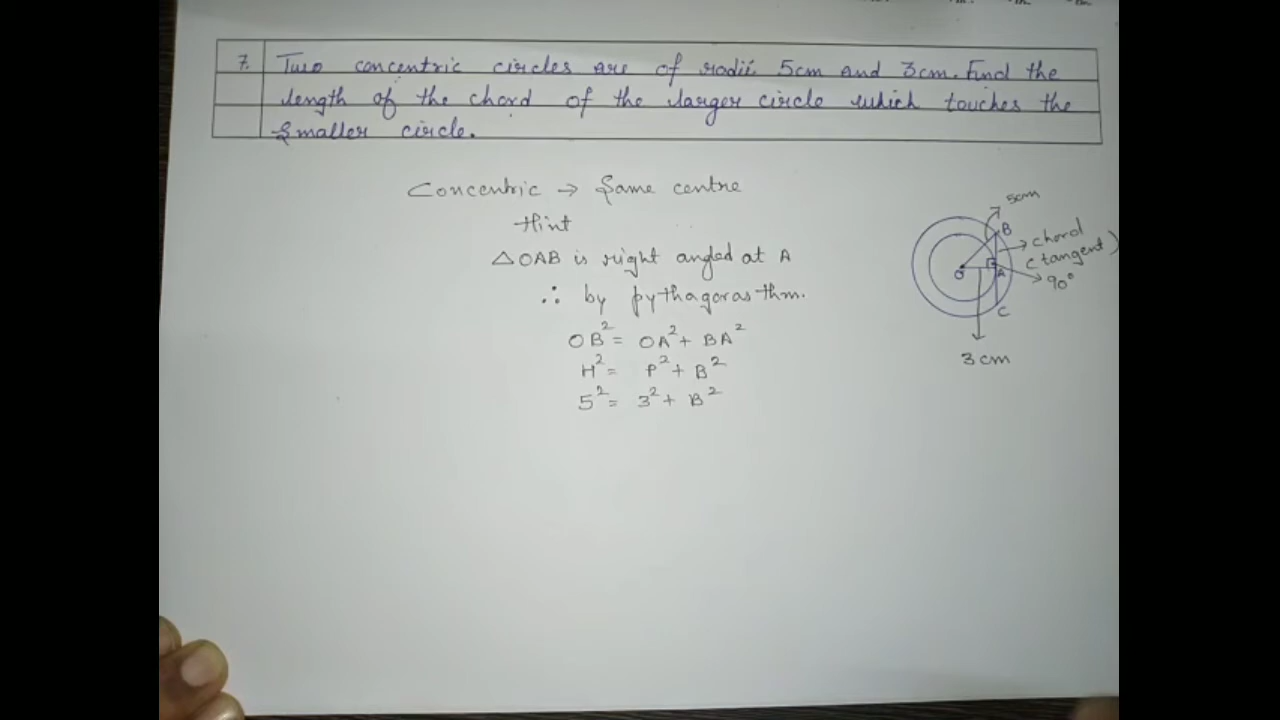 7. Two concentric circles are of radii 5cm and 3cm. Find the
length of the chord of the larger circle which touches the
smaller circle.
Concentric → Same centre
Hint
△OAB is right angled at A
∴ by pythagoras thm.
OB² = OA² + BA²
H² = P² + B²
5² = 3² + B²
5cm
B
chord
(tangent)
O
A
90°
C
3 cm